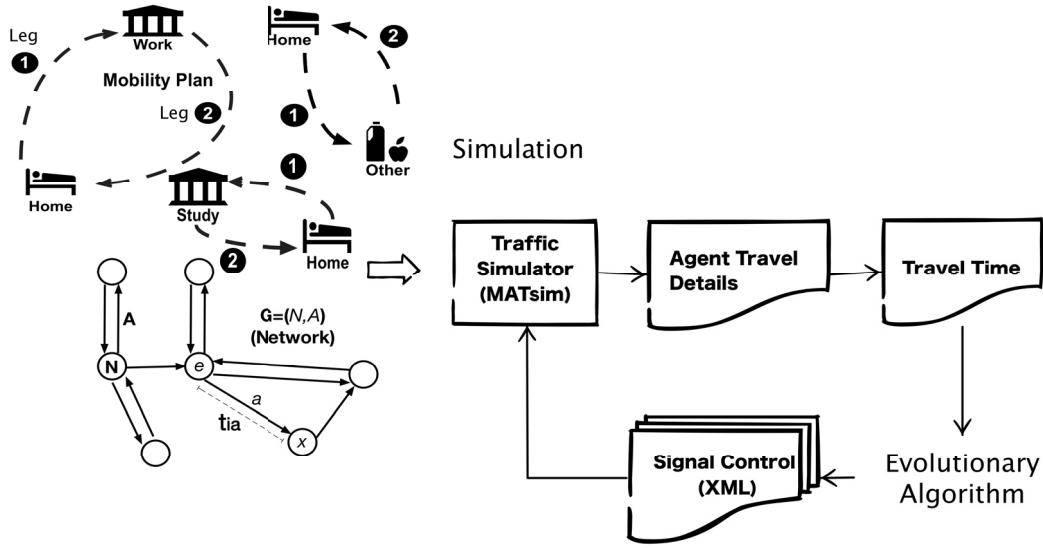 Leg
1
Work
Mobility Plan
Leg 2
Home
Home
2
1
Other
1
Study
2
Home
A
N
e
G=(N,A)
(Network)
a
tia
x
Simulation
Traffic
Simulator
(MATsim)
Agent Travel
Details
Travel Time
Signal Control
(XML)
Evolutionary
Algorithm